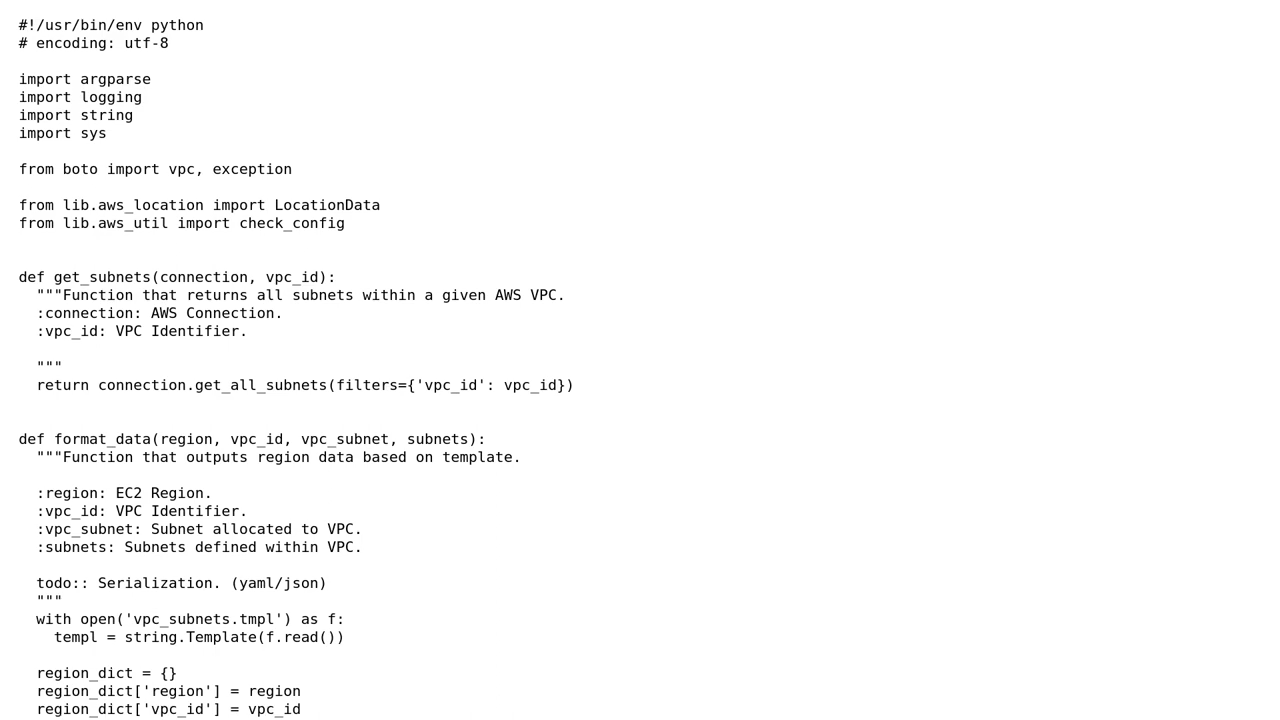 #!/usr/bin/env python
# encoding: utf-8

import argparse
import logging
import string
import sys

from boto import vpc, exception

from lib.aws_location import LocationData
from lib.aws_util import check_config


def get_subnets(connection, vpc_id):
  """Function that returns all subnets within a given AWS VPC.
  :connection: AWS Connection.
  :vpc_id: VPC Identifier.

  """
  return connection.get_all_subnets(filters={'vpc_id': vpc_id})


def format_data(region, vpc_id, vpc_subnet, subnets):
  """Function that outputs region data based on template.

  :region: EC2 Region.
  :vpc_id: VPC Identifier.
  :vpc_subnet: Subnet allocated to VPC.
  :subnets: Subnets defined within VPC.

  todo:: Serialization. (yaml/json)
  """
  with open('vpc_subnets.tmpl') as f:
    templ = string.Template(f.read())

  region_dict = {}
  region_dict['region'] = region
  region_dict['vpc_id'] = vpc_id